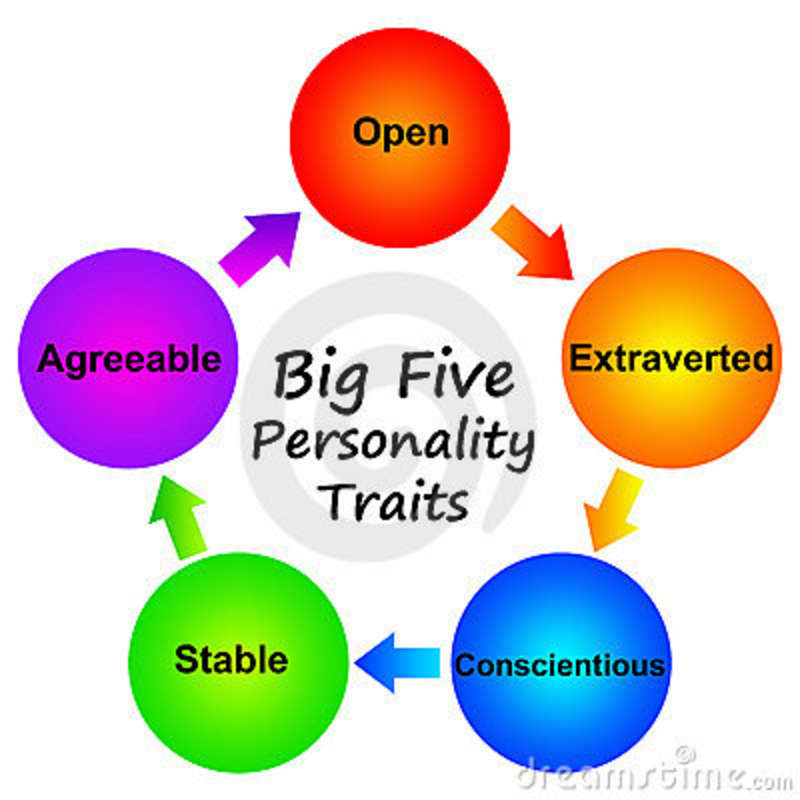 Open
Agreeable
Extraverted
Big Five
Personality
Traits
Stable
Conscientious
dreamstime.com